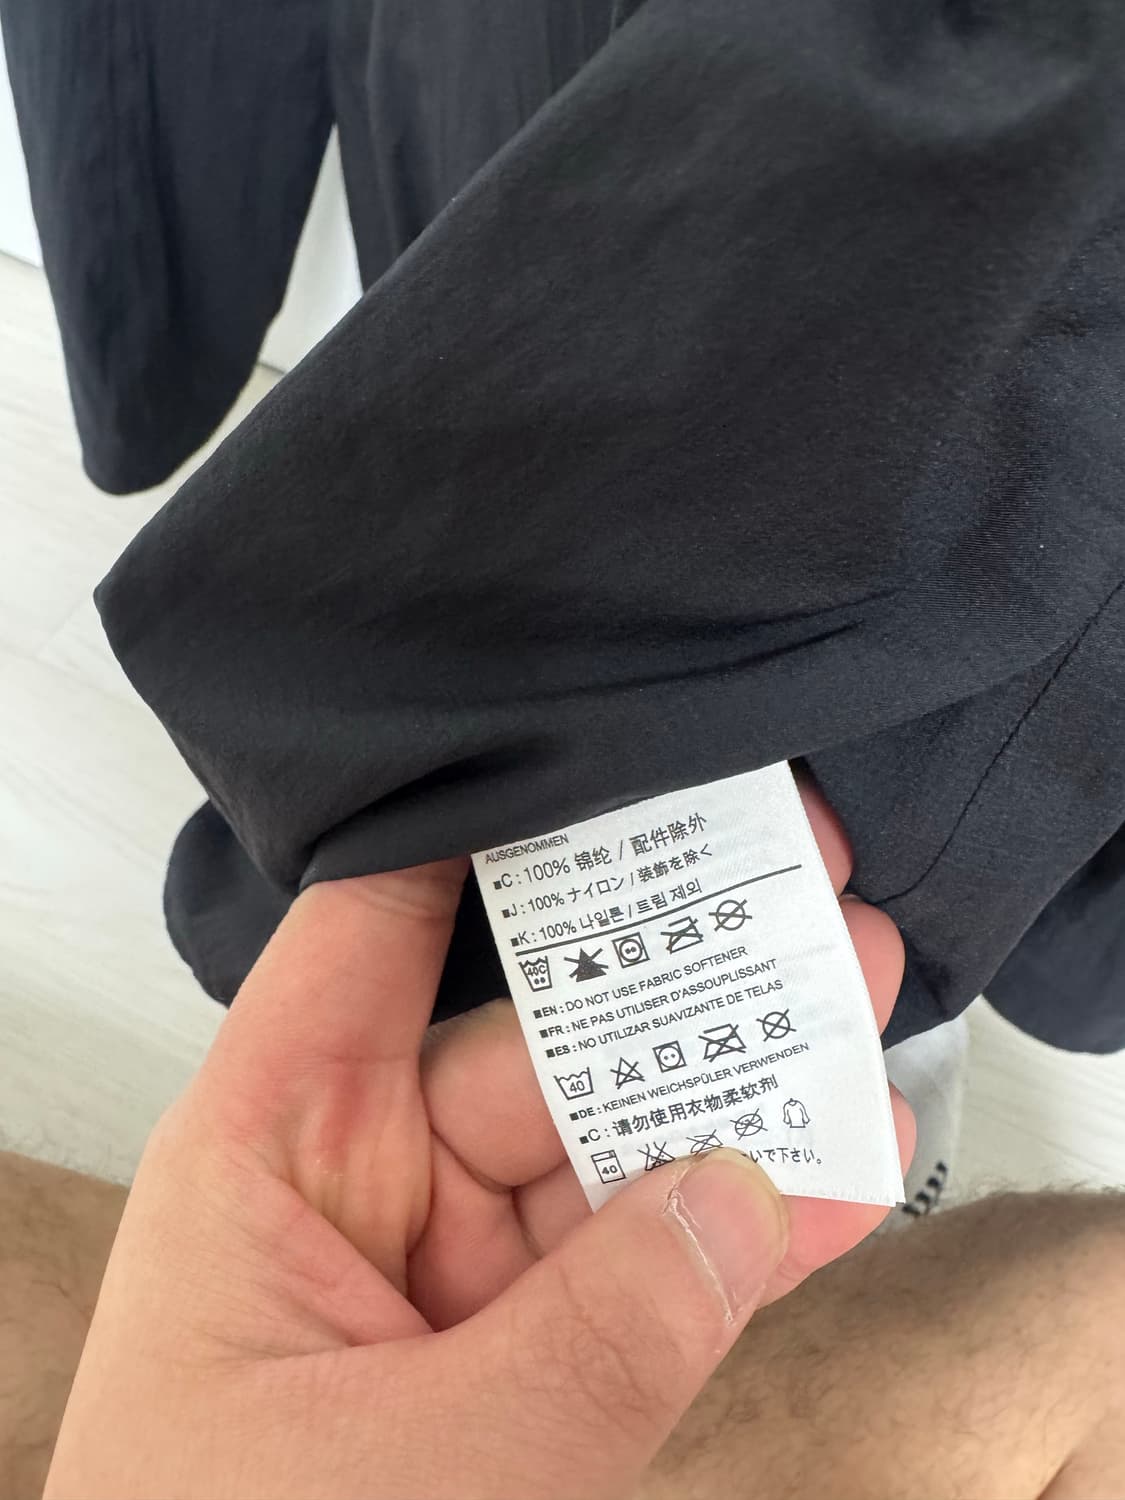 AUSGENOMMEN
■C : 100% 锦纶 / 配件除外
■J : 100% ナイロン / 装飾を除く
■K : 100% 나일론 / 트림 제외
40C
■EN : DO NOT USE FABRIC SOFTENER
■FR : NE PAS UTILISER D'ASSOUPLISSANT
■ES : NO UTILIZAR SUAVIZANTE DE TELAS
40
■DE : KEINEN WEICHSPÜLER VERWENDEN
■C : 请勿使用衣物柔软剂
40
いで下さい。